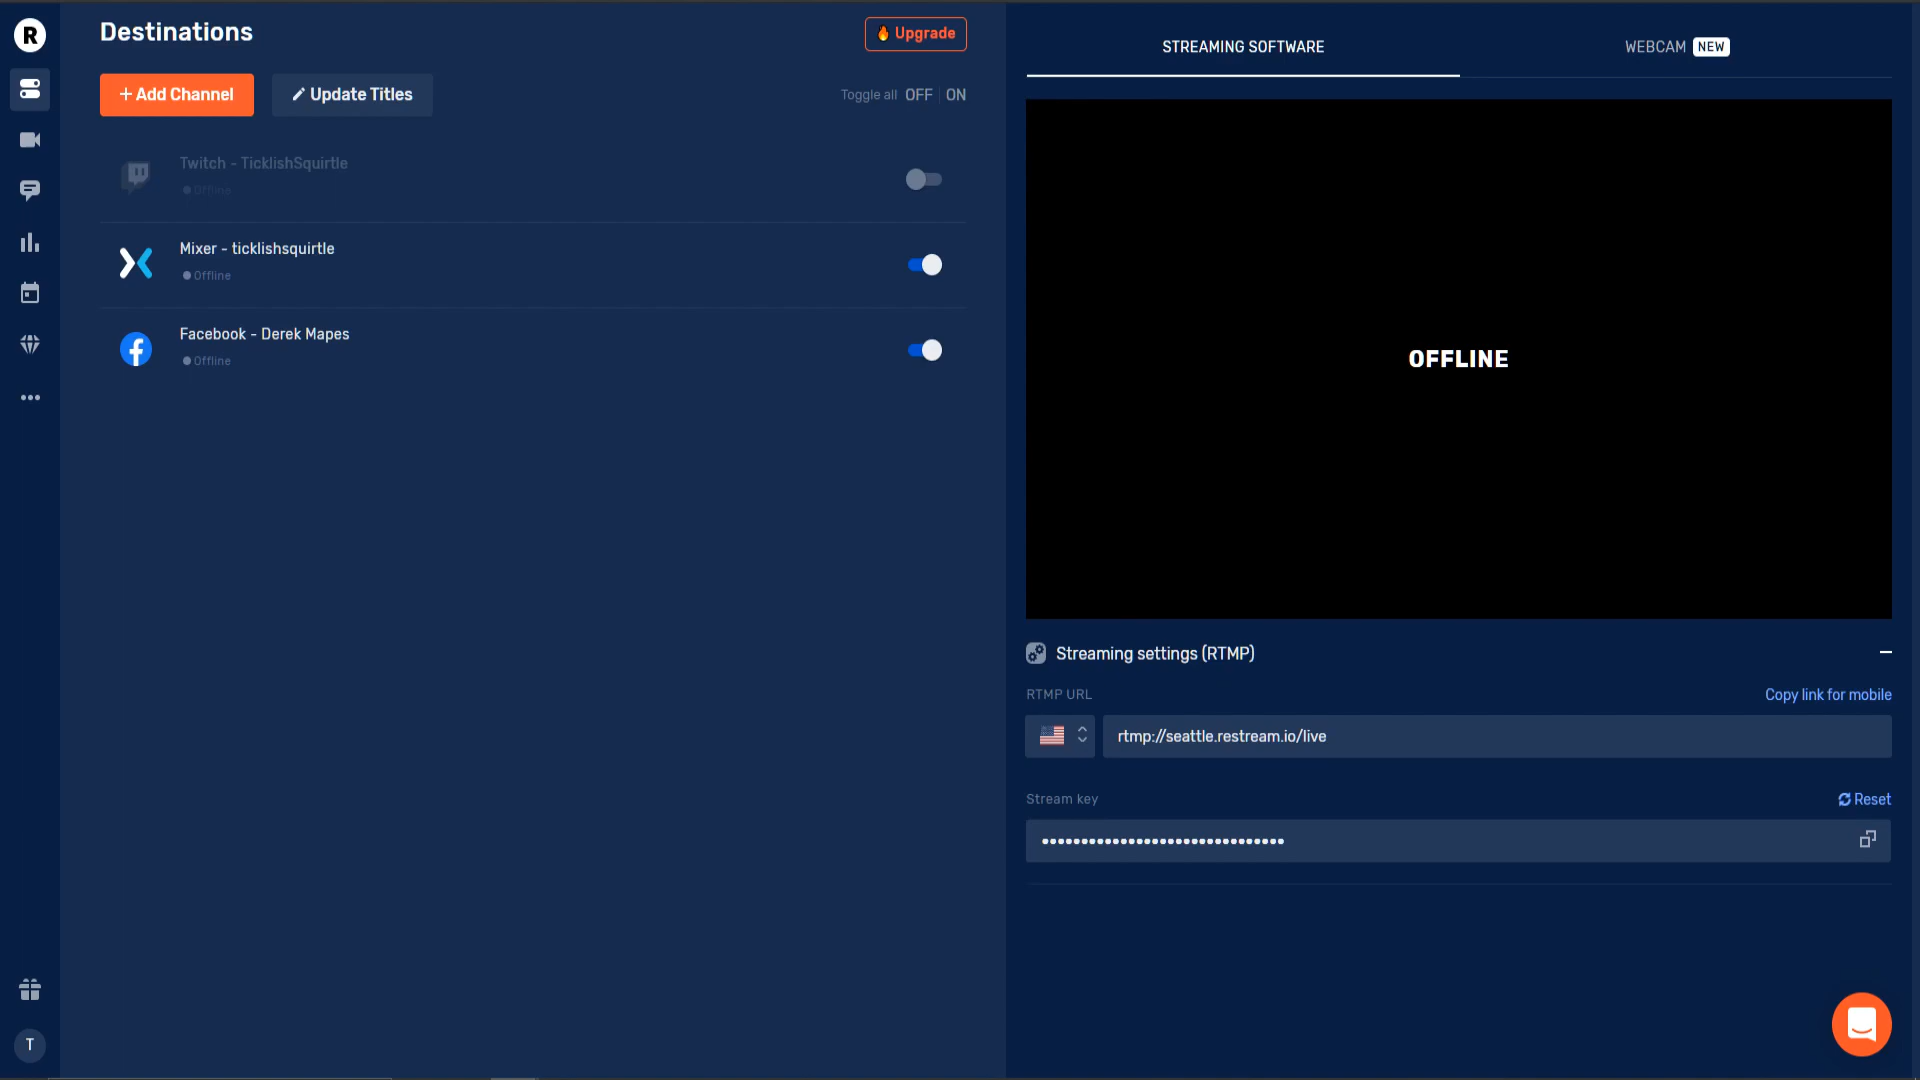 R
Destinations
Upgrade
+ Add Channel
Update Titles
Toggle all OFF ON
Twitch - TicklishSquirtle
Offline
Mixer - ticklishsquirtle
Offline
Facebook - Derek Mapes
Offline
T
STREAMING SOFTWARE
WEBCAM NEW
OFFLINE
Streaming settings (RTMP)
RTMP URL
Copy link for mobile
rtmp://seattle.restream.io/live
Stream key
Reset
••••••••••••••••••••••••••••••